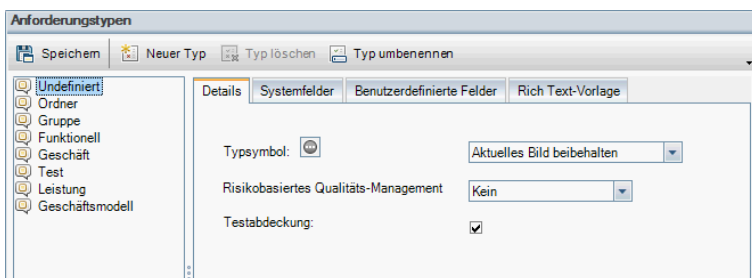 Anforderungstypen
Speichern Neuer Typ Typ löschen Typ umbenennen
Undefiniert
Ordner
Gruppe
Funktionell
Geschäft
Test
Leistung
Geschäftsmodell
Details Systemfelder Benutzerdefinierte Felder Rich Text-Vorlage
Typsymbol: Aktuelles Bild beibehalten
Risikobasiertes Qualitäts-Management Kein
Testabdeckung: